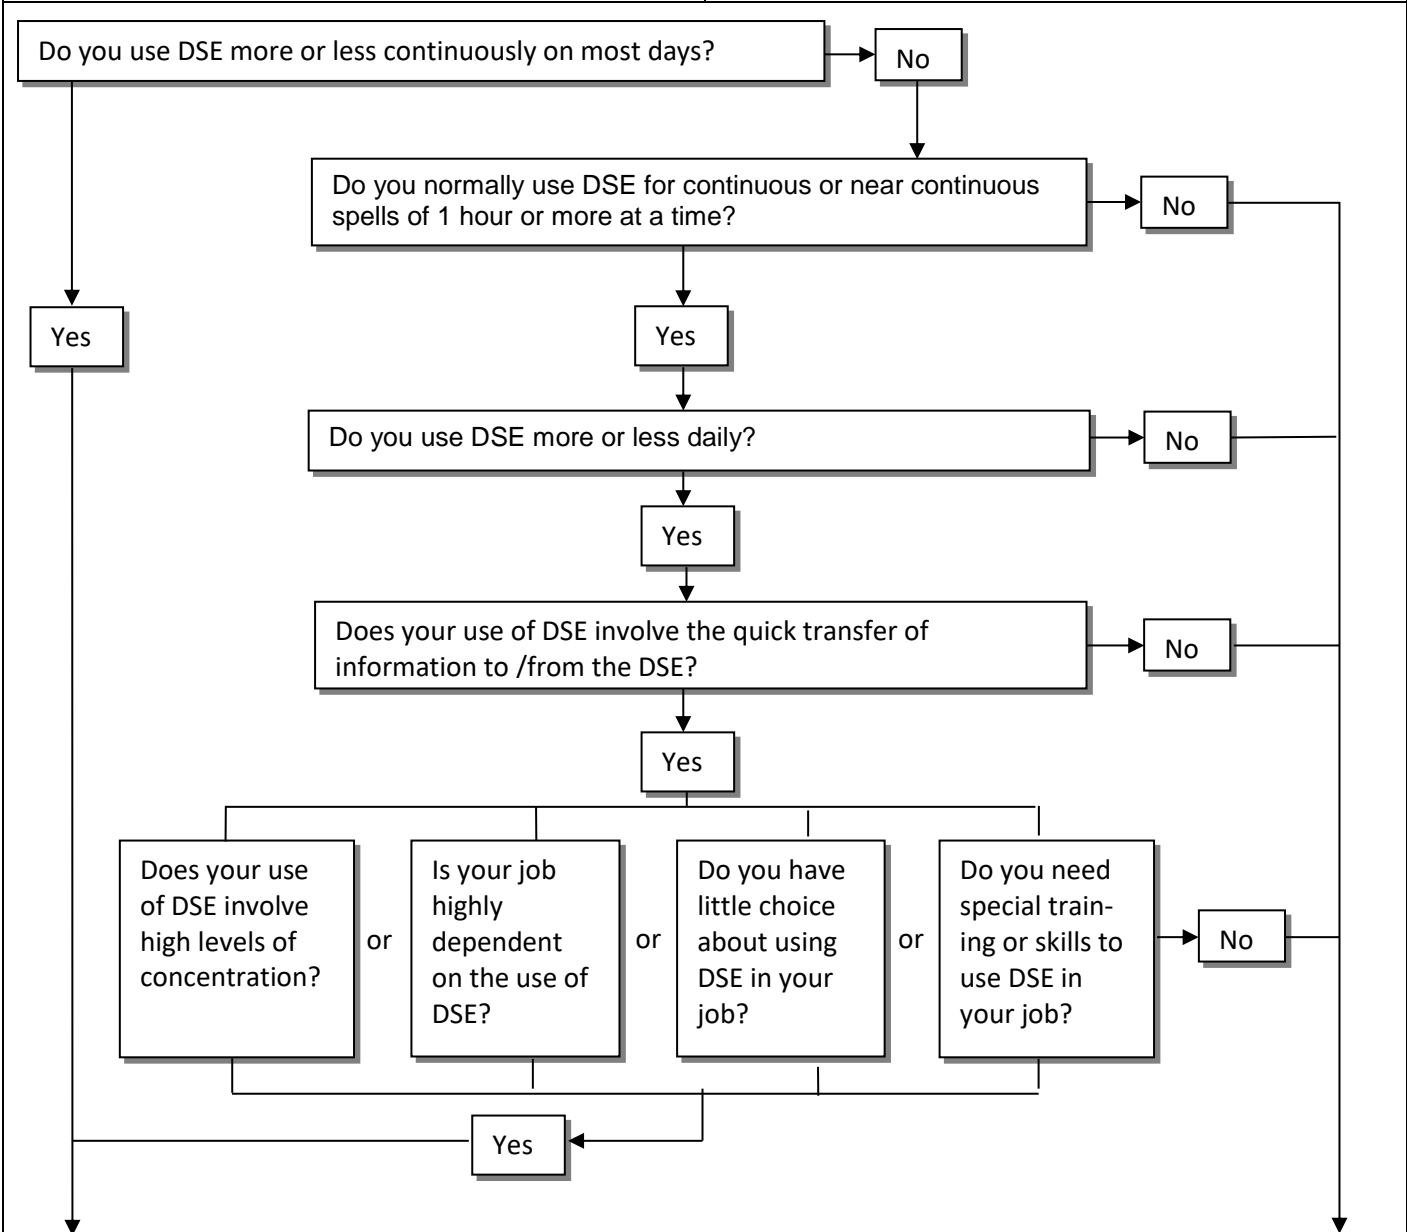 Do you use DSE more or less continuously on most days?
No
Do you normally use DSE for continuous or near continuous
spells of 1 hour or more at a time?
No
Yes
Yes
Do you use DSE more or less daily?
No
Yes
Does your use of DSE involve the quick transfer of
information to /from the DSE?
No
Yes
Does your use
of DSE involve
high levels of
concentration?
or
Is your job
highly
dependent
on the use of
DSE?
or
Do you have
little choice
about using
DSE in your
job?
or
Do you need
special train-
ing or skills to
use DSE in
your job?
No
Yes